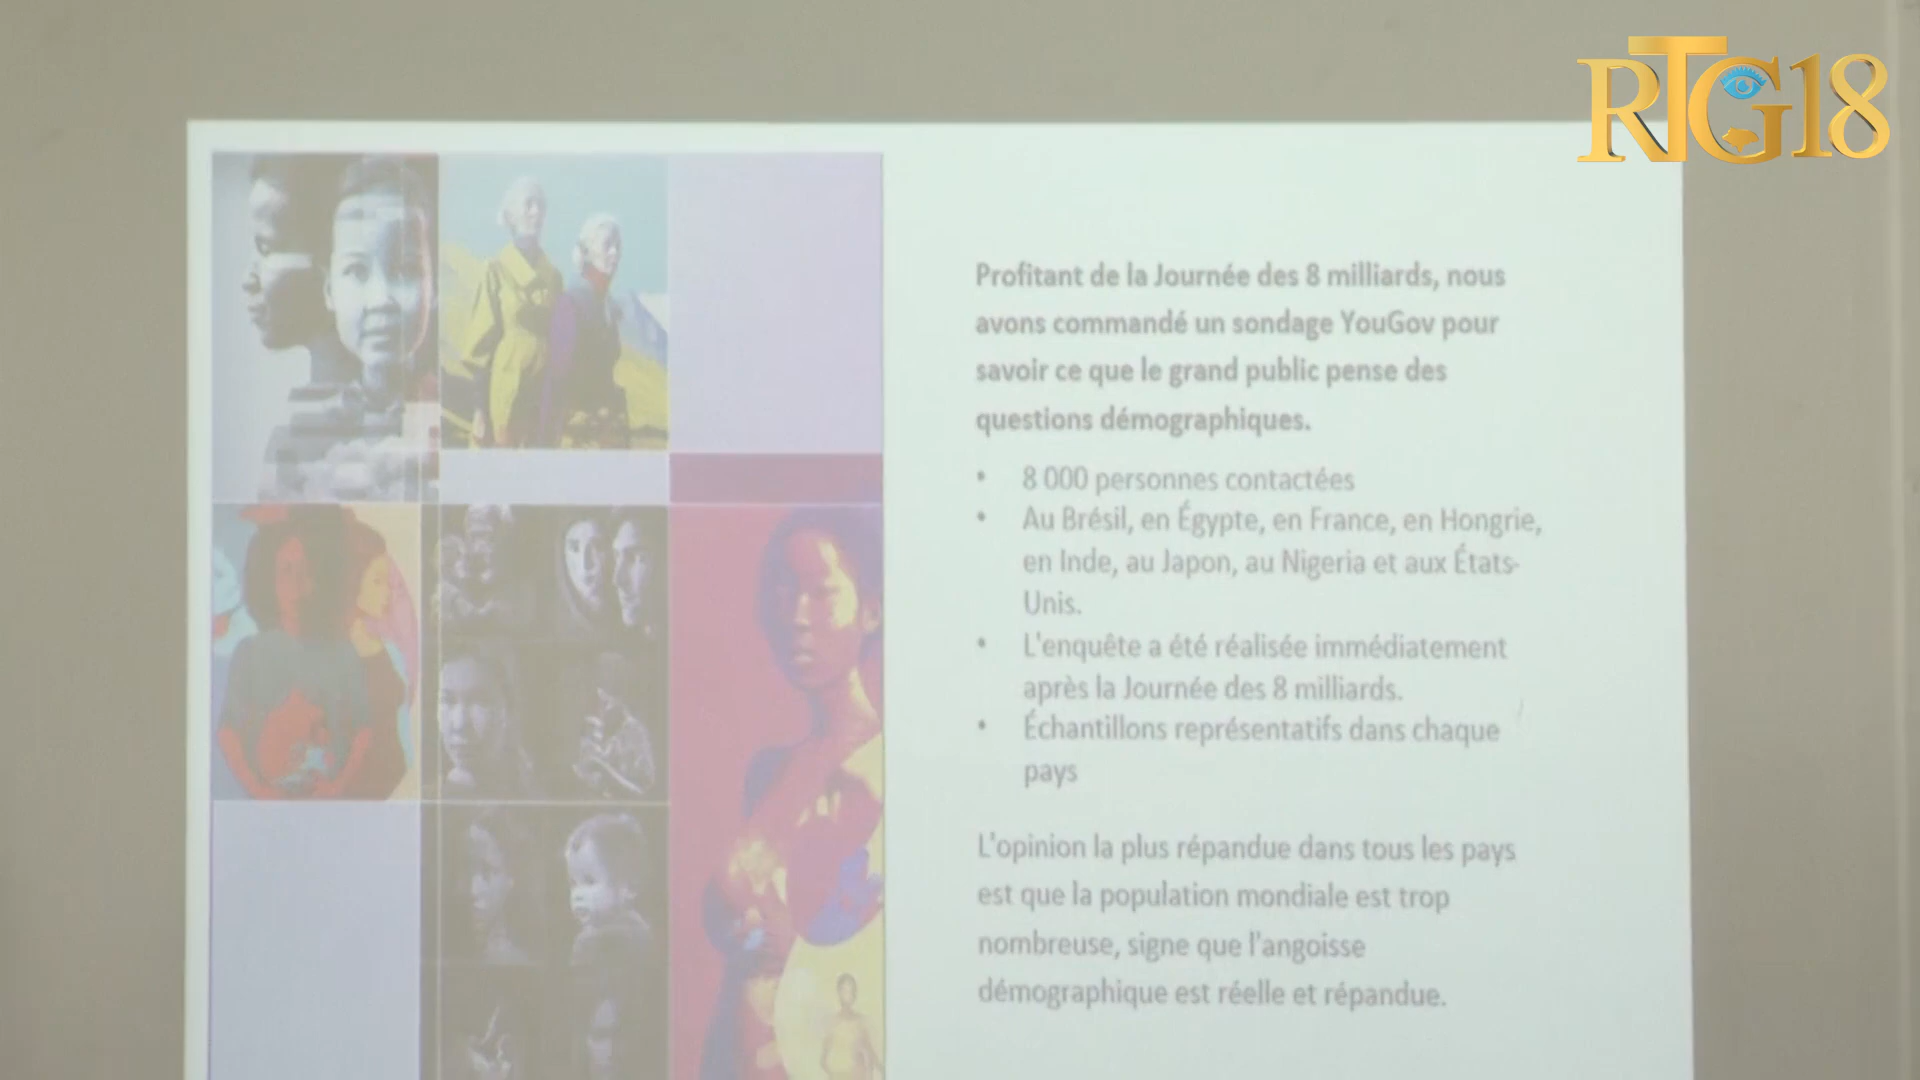 RTG18
Profitant de la Journée des 8 milliards, nous
avons commandé un sondage YouGov pour
savoir ce que le grand public pense des
questions démographiques.
• 8 000 personnes contactées
• Au Brésil, en Égypte, en France, en Hongrie,
en Inde, au Japon, au Nigeria et aux États-
Unis.
• L'enquête a été réalisée immédiatement
après la Journée des 8 milliards.
• Échantillons représentatifs dans chaque
pays
L'opinion la plus répandue dans tous les pays
est que la population mondiale est trop
nombreuse, signe que l'angoisse
démographique est réelle et répandue.